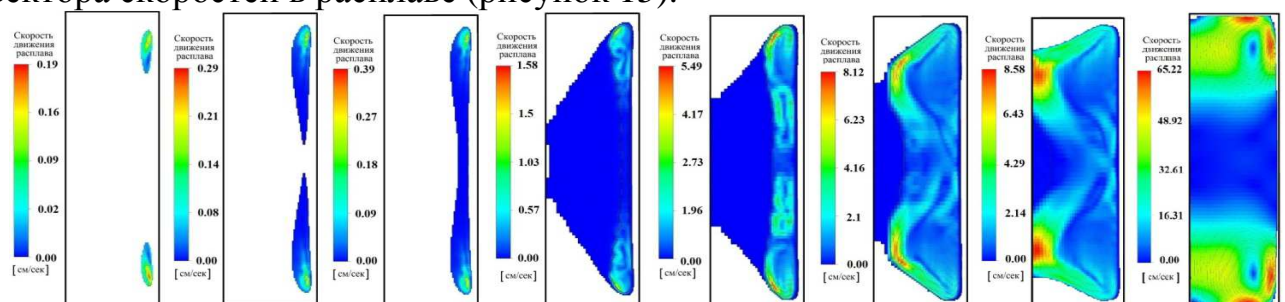 ектора скоростей в расплаве (рисунок 15).
Скорость
движения
расплава
0.19
0.16
0.09
0.02
0.00
[см/сек]
Скорость
движения
расплава
0.29
0.21
0.14
0.08
0.00
[см/сек]
Скорость
движения
расплава
0.39
0.27
0.18
0.09
0.00
[см/сек]
Скорость
движения
расплава
1.58
1.5
1.03
0.57
0.00
[см/сек]
Скорость
движения
расплава
5.49
4.17
2.73
1.96
0.00
[см/сек]
Скорость
движения
расплава
8.12
6.23
4.16
2.1
0.00
[см/сек]
Скорость
движения
расплава
8.58
6.43
4.29
2.14
0.00
[см/сек]
Скорость
движения
расплава
65.22
48.92
32.61
16.31
0.00
[см/сек]